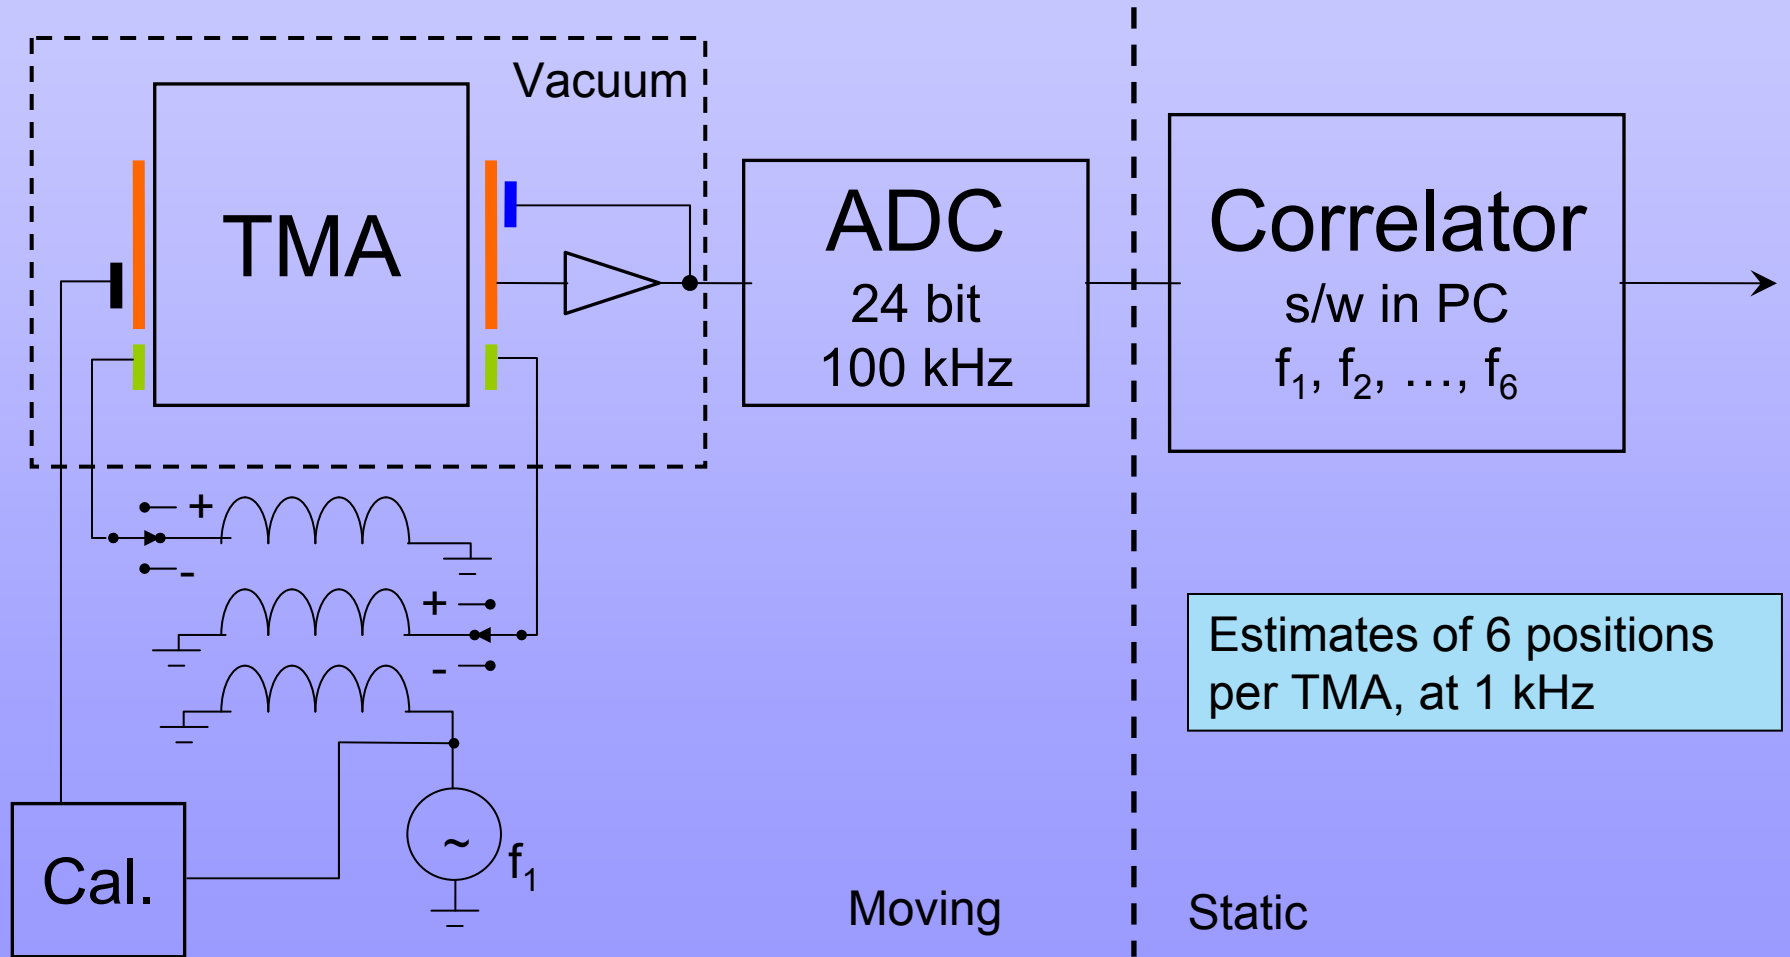 Vacuum
TMA
ADC
24 bit
100 kHz
Correlator
s/w in PC
f₁, f₂, …, f₆
+
-
+
-
Estimates of 6 positions
per TMA, at 1 kHz
~
f₁
Cal.
Moving
Static